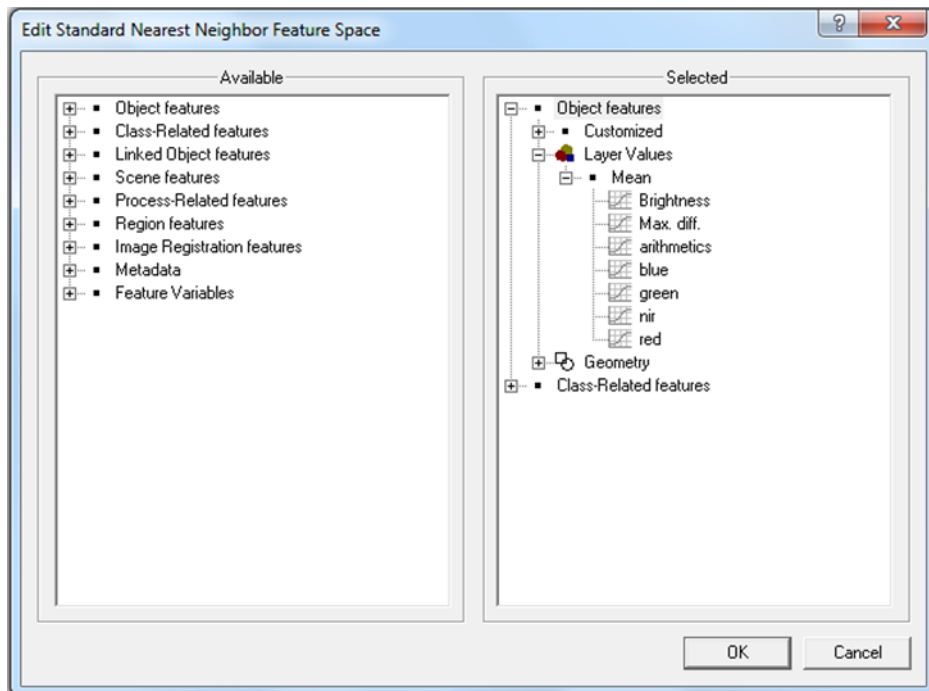 Edit Standard Nearest Neighbor Feature Space
Available
Object features
Class-Related features
Linked Object features
Scene features
Process-Related features
Region features
Image Registration features
Metadata
Feature Variables
Selected
Object features
Customized
Layer Values
Mean
Brightness
Max. diff.
arithmetics
blue
green
nir
red
Geometry
Class-Related features
OK
Cancel